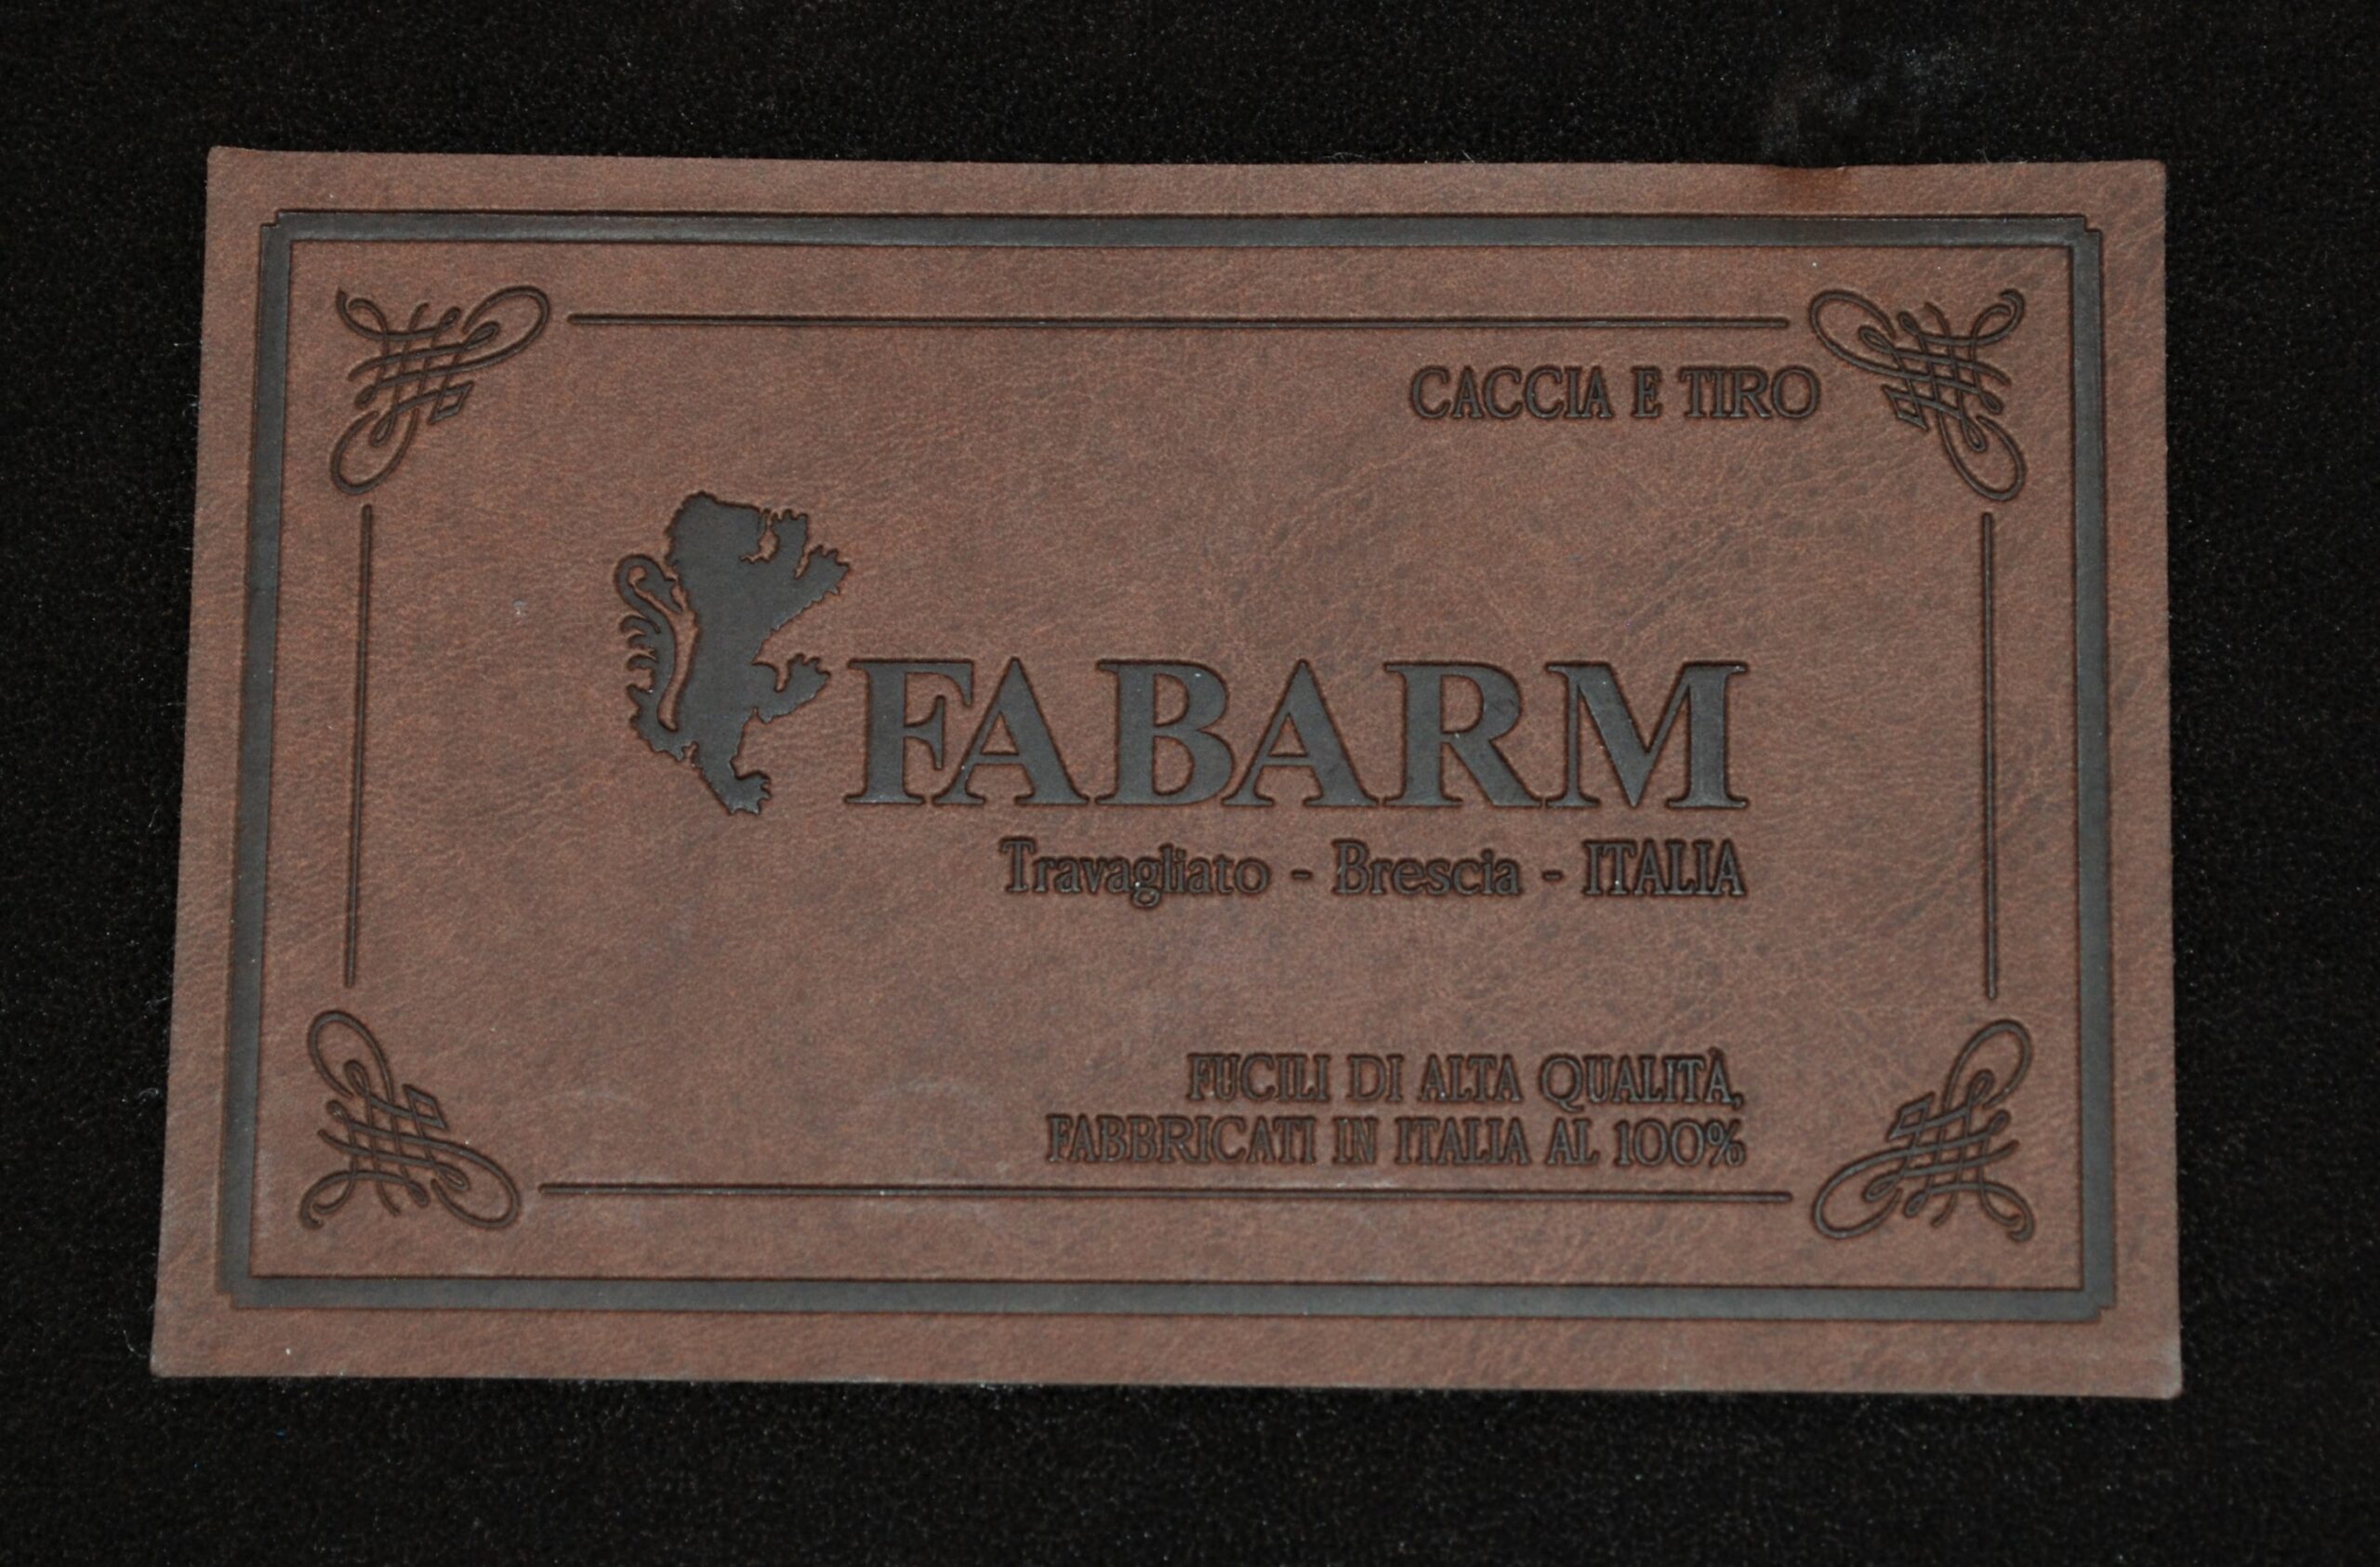 CACCIA E TIRO
FABARM
Travagliato - Brescia - ITALIA
FUCILI DI ALTA QUALITÀ,
FABBRICATI IN ITALIA AL 100%